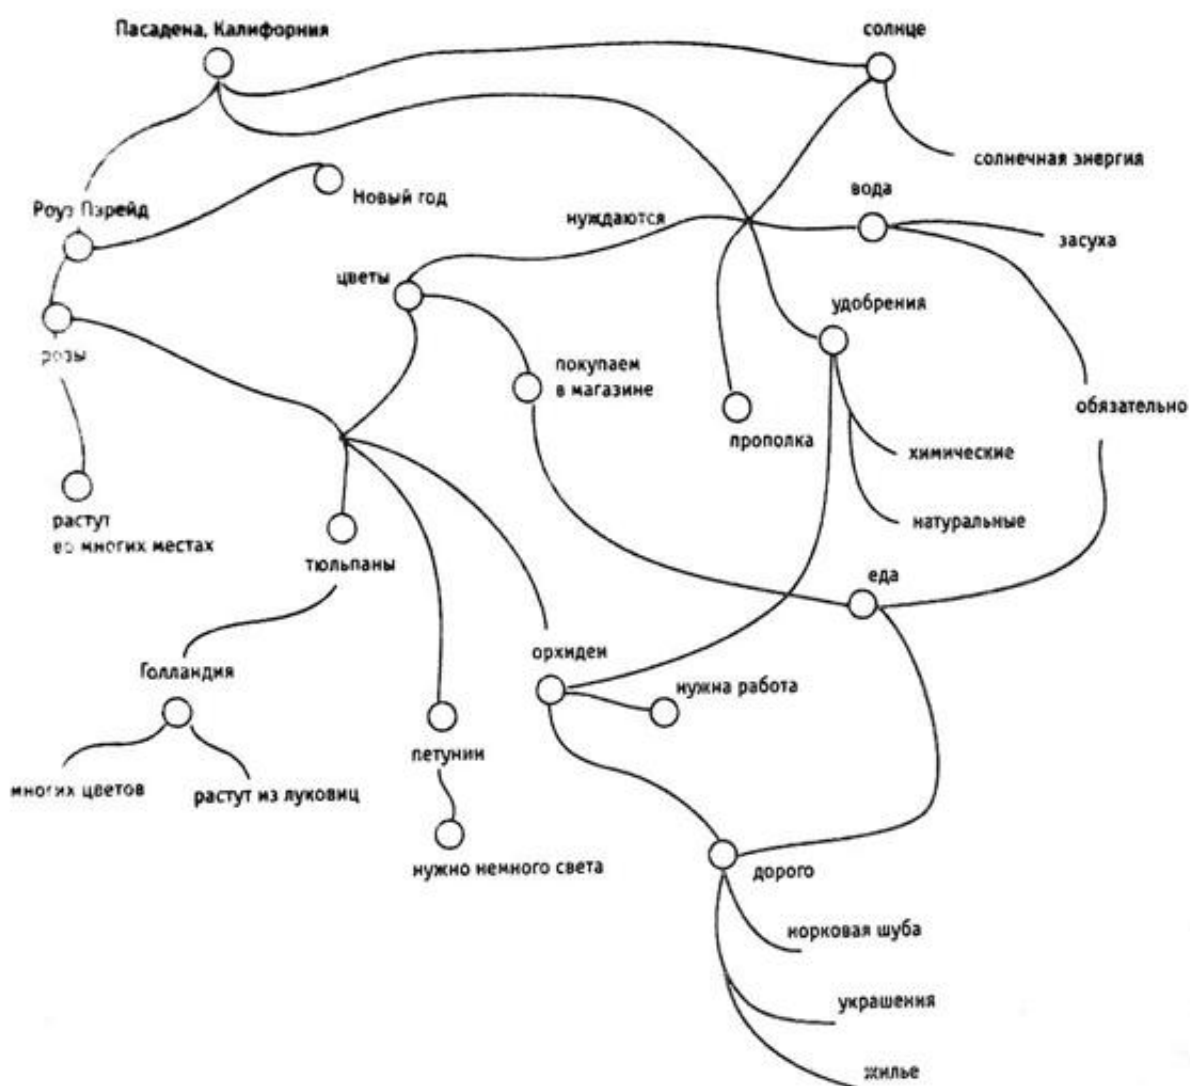 Пасадена, Калифорния
солнце
солнечная энергия
Новый год
вода
Роуз Пэрейд
нуждаются
засуха
цветы
удобрения
розы
покупаем
в магазине
обязательно
прополка
химические
растут
во многих местах
натуральные
тюльпаны
еда
орхидеи
Голландия
нужна работа
петунии
многих цветов
растут из луковиц
нужно немного света
дорого
норковая шуба
украшения
жилье